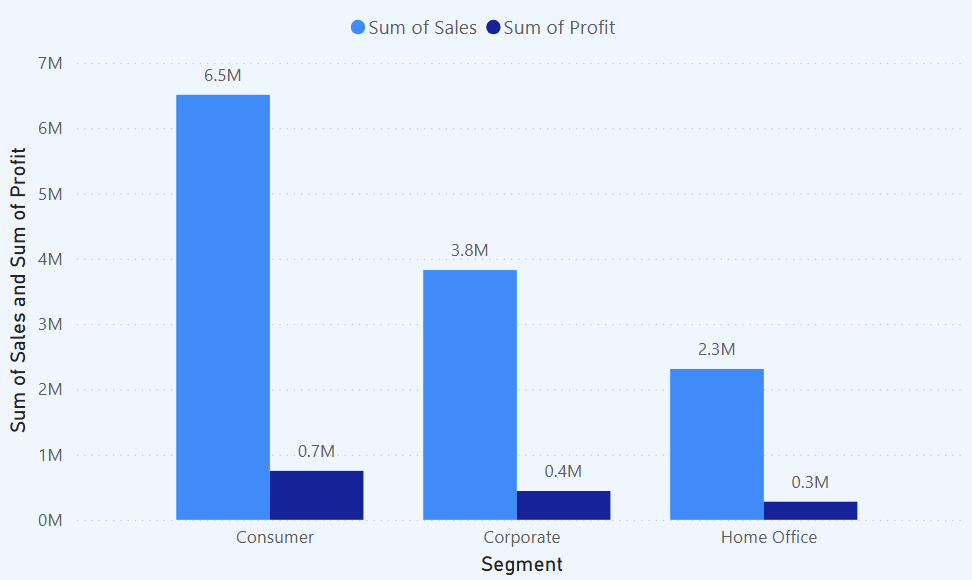 Sum of Sales Sum of Profit
Sum of Sales and Sum of Profit
7M
6M
5M
4M
3M
2M
1M
0M
6.5M
0.7M
3.8M
0.4M
2.3M
0.3M
Consumer Corporate Home Office
Segment